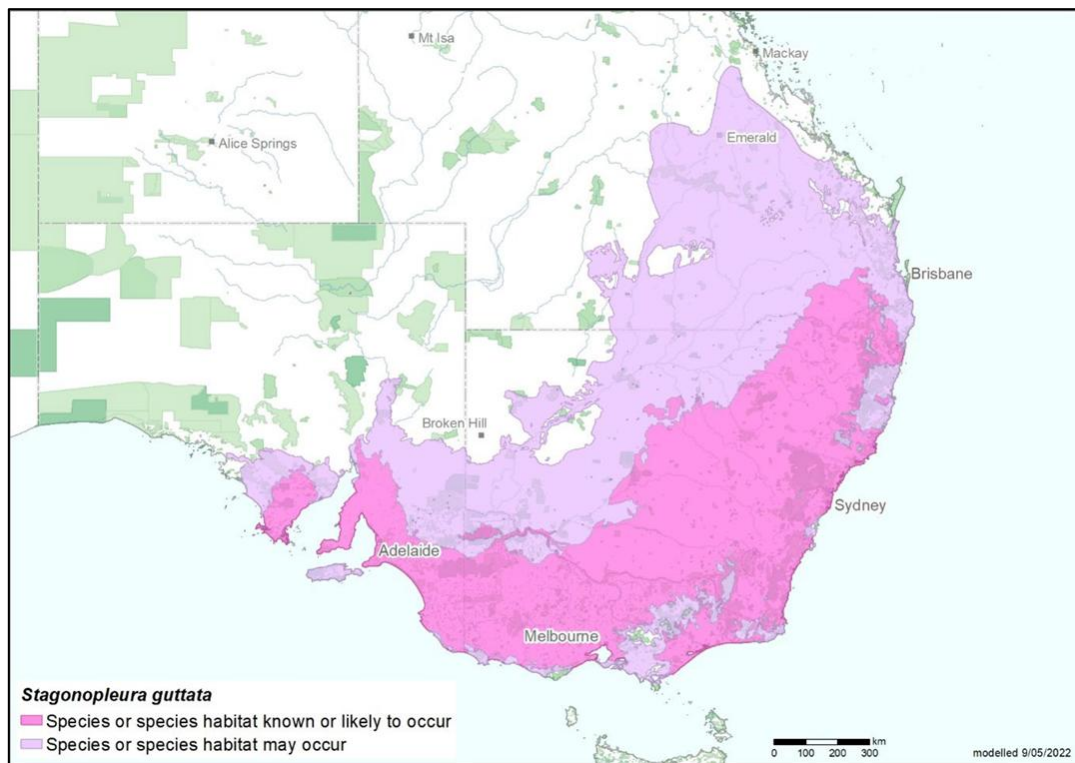 Mt Isa
Mackay
Alice Springs
Emerald
Brisbane
Broken Hill
Sydney
Adelaide
Melbourne
Stagonopleura guttata
Species or species habitat known or likely to occur
Species or species habitat may occur
km
0 100 200 300
modelled 9/05/2022